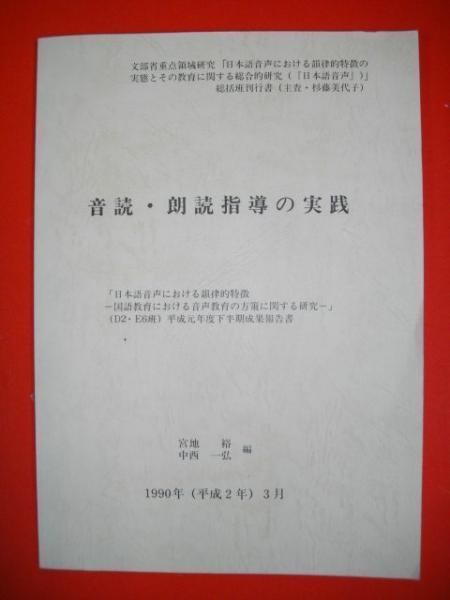 文部省重点領域研究「日本語音声における韻律的特徴の
実態とその教育に関する総合的研究(『日本語音声』)」
総括班刊行書(主査・杉藤美代子)
音読・朗読指導の実践
「日本語音声における韻律的特徴
−国語教育における音声教育の方策に関する研究−」
(D2・E6班)平成元年度下半期成果報告書
宮地 裕
中西 一弘 編
1990年(平成2年)3月